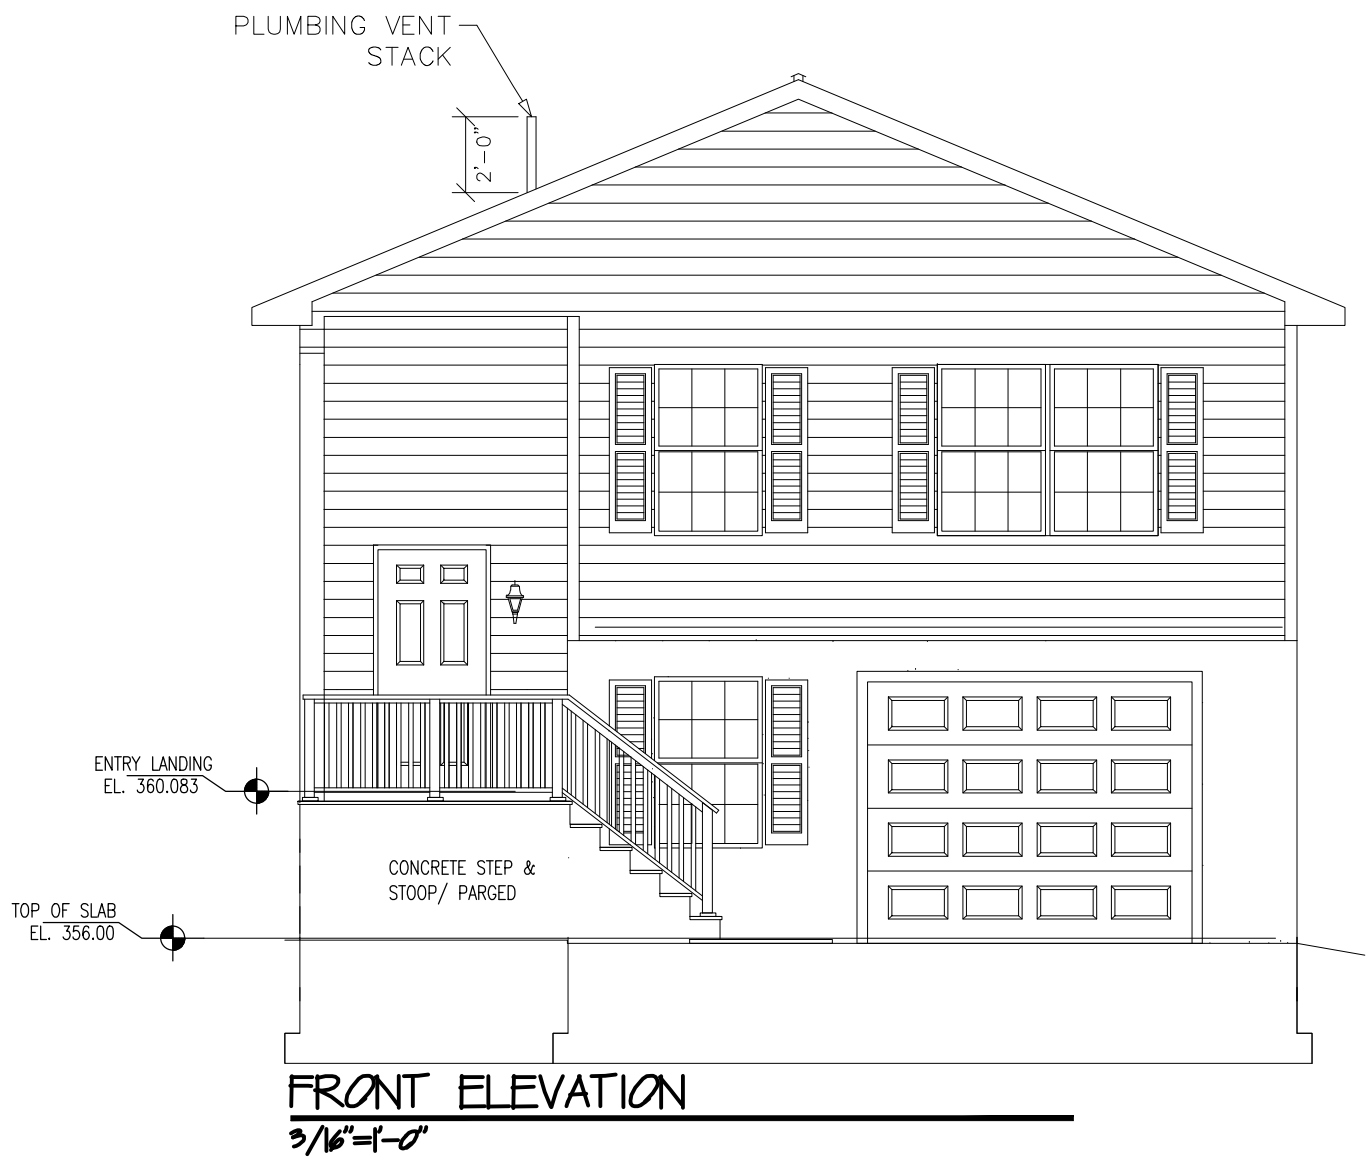 PLUMBING VENT
STACK
2'-0"
ENTRY LANDING
EL. 360.083
CONCRETE STEP &
STOOP/ PARGED
TOP OF SLAB
EL. 356.00
FRONT ELEVATION
3/16"=1'-0"